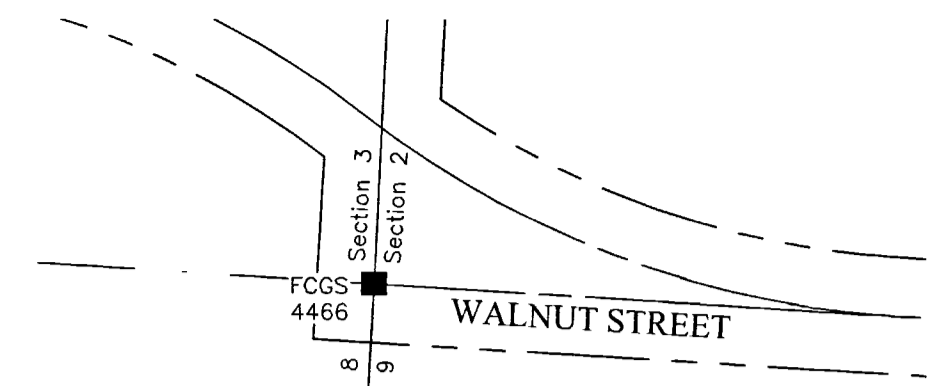 Section 3
Section 2
FCGS
4466
WALNUT STREET
8
9